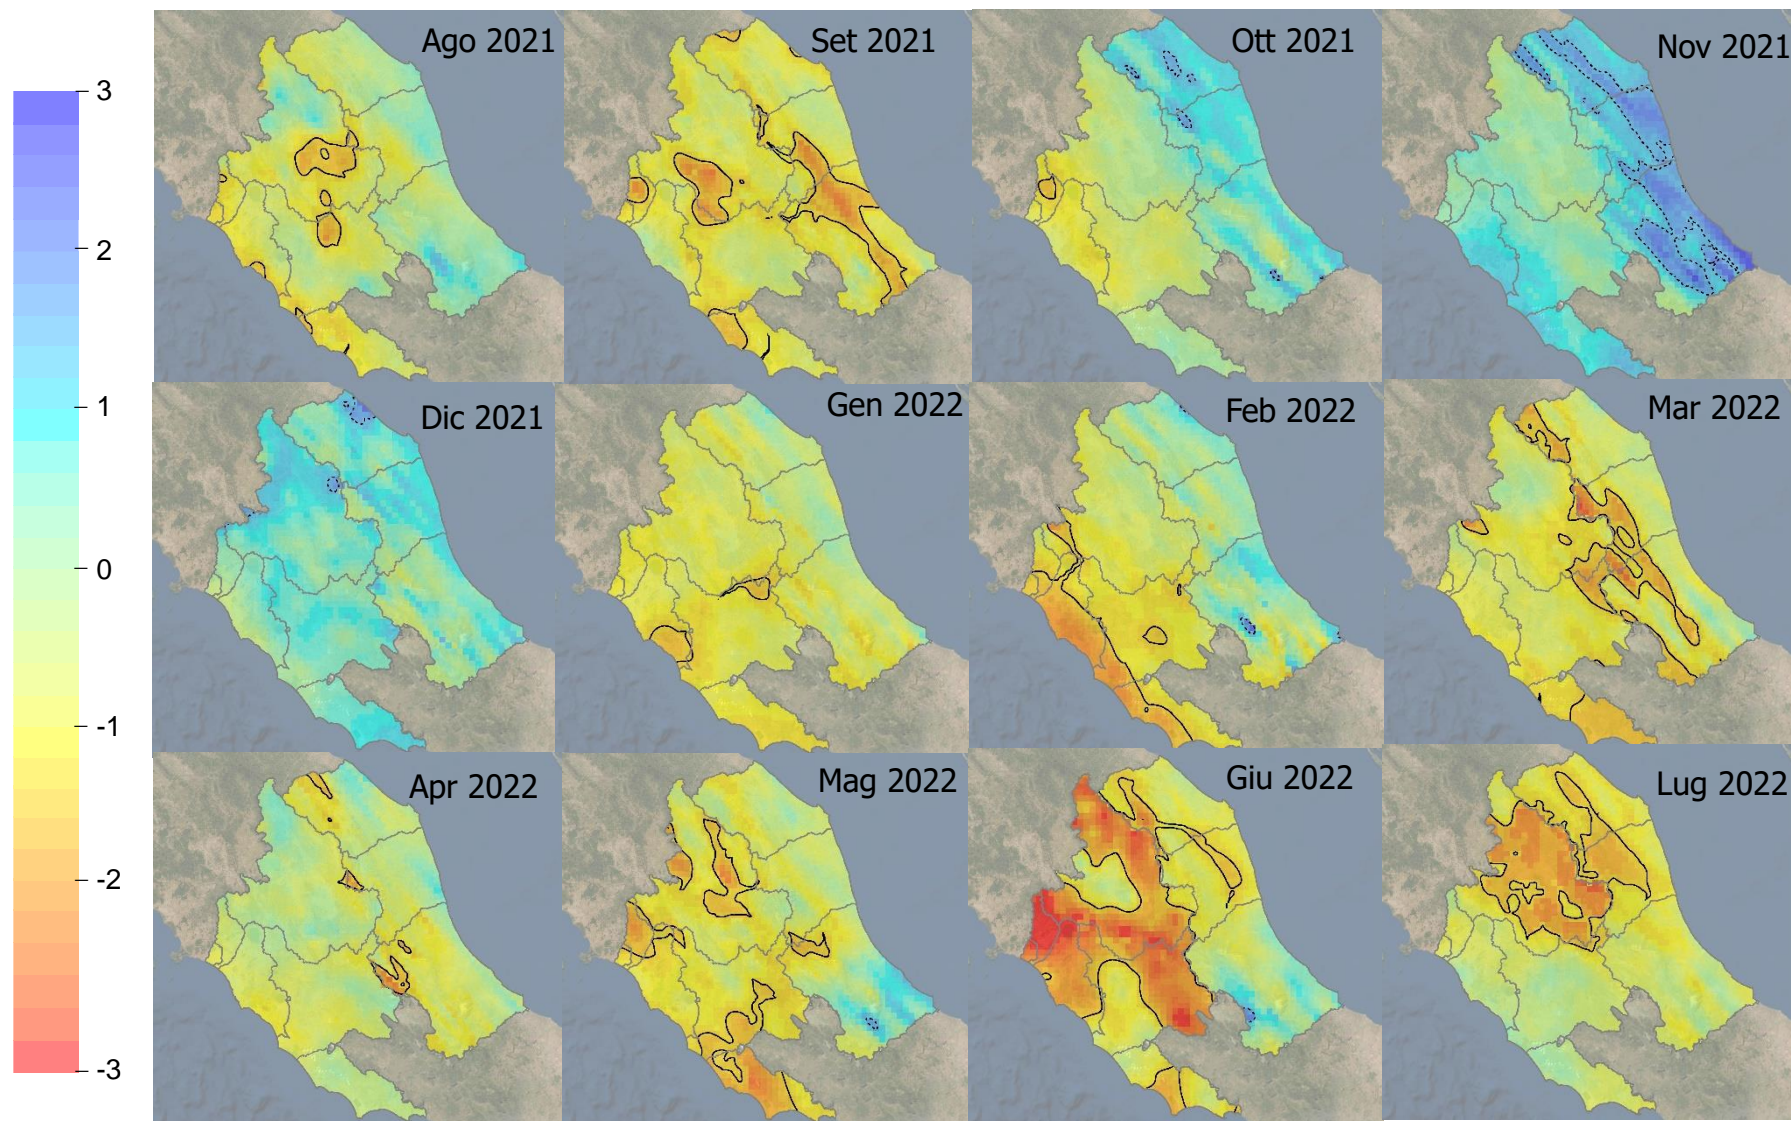 3
2
1
0
-1
-2
-3
Ago 2021
Set 2021
Ott 2021
Nov 2021
Dic 2021
Gen 2022
Feb 2022
Mar 2022
Apr 2022
Mag 2022
Giu 2022
Lug 2022